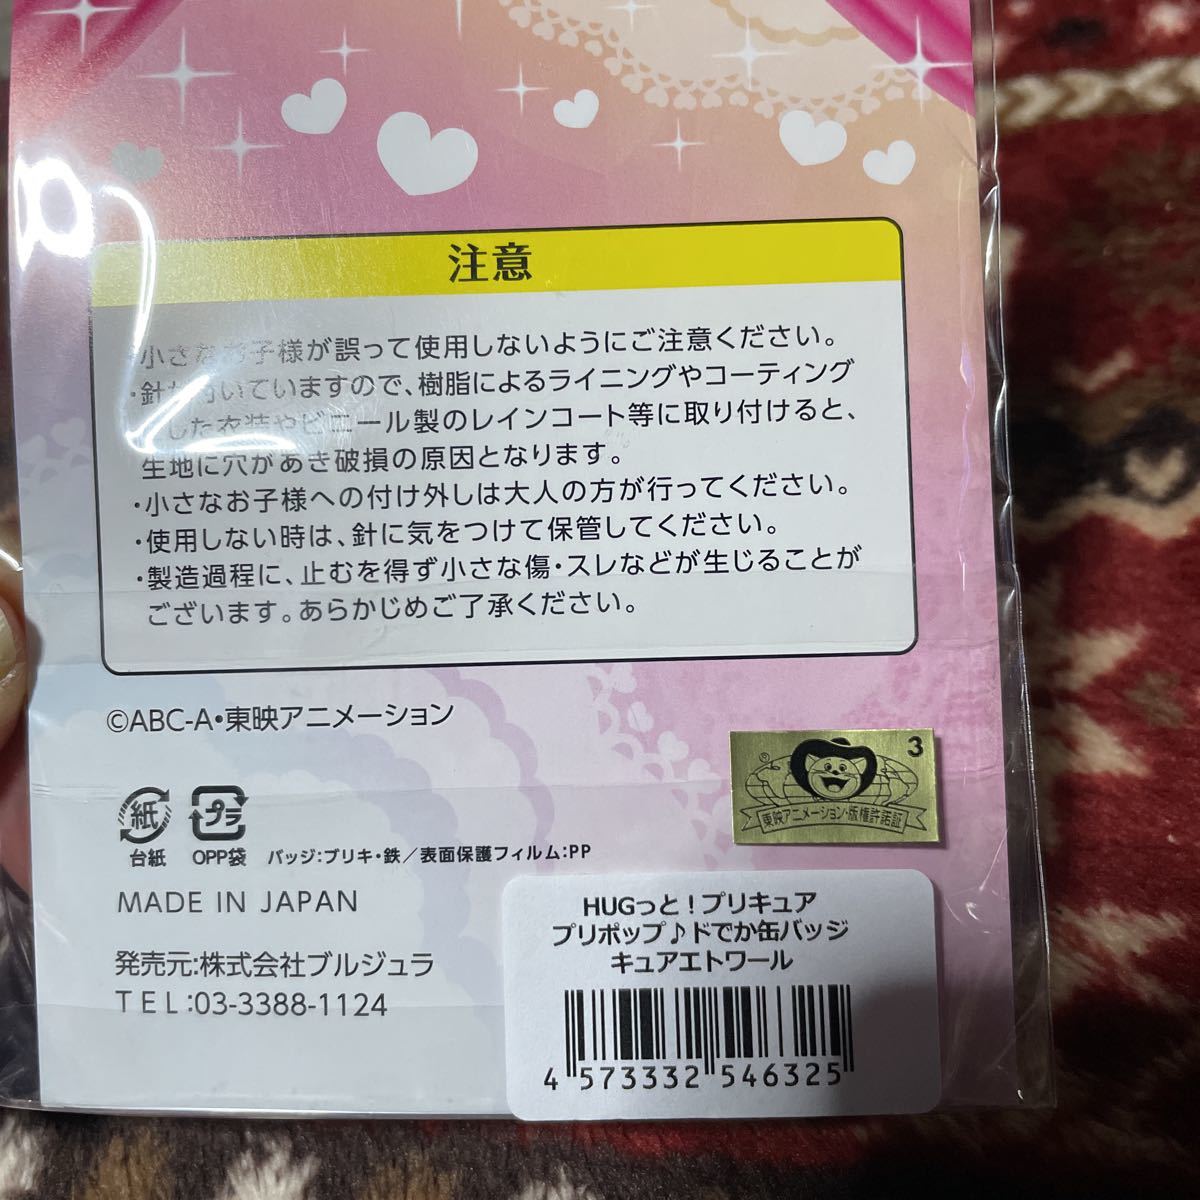 注意
・小さなお子様が誤って使用しないようにご注意ください。
・針が付いていますので、樹脂によるライニングやコーティング
した衣装やビニール製のレインコート等に取り付けると、
生地に穴があき破損の原因となります。
・小さなお子様への付け外しは大人の方が行ってください。
・使用しない時は、針に気をつけて保管してください。
・製造過程に、止むを得ず小さな傷・スレなどが生じることが
ございます。あらかじめご了承ください。
©ABC-A・東映アニメーション
3
東映アニメーション・版権許諾証
紙
プラ
台紙 OPP袋 バッジ:ブリキ・鉄／表面保護フィルム:PP
MADE IN JAPAN
発売元:株式会社ブルジュラ
TEL:03-3388-1124
HUGっと！プリキュア
プリポップ♪ドでか缶バッジ
キュアエトワール
4 573332 546325